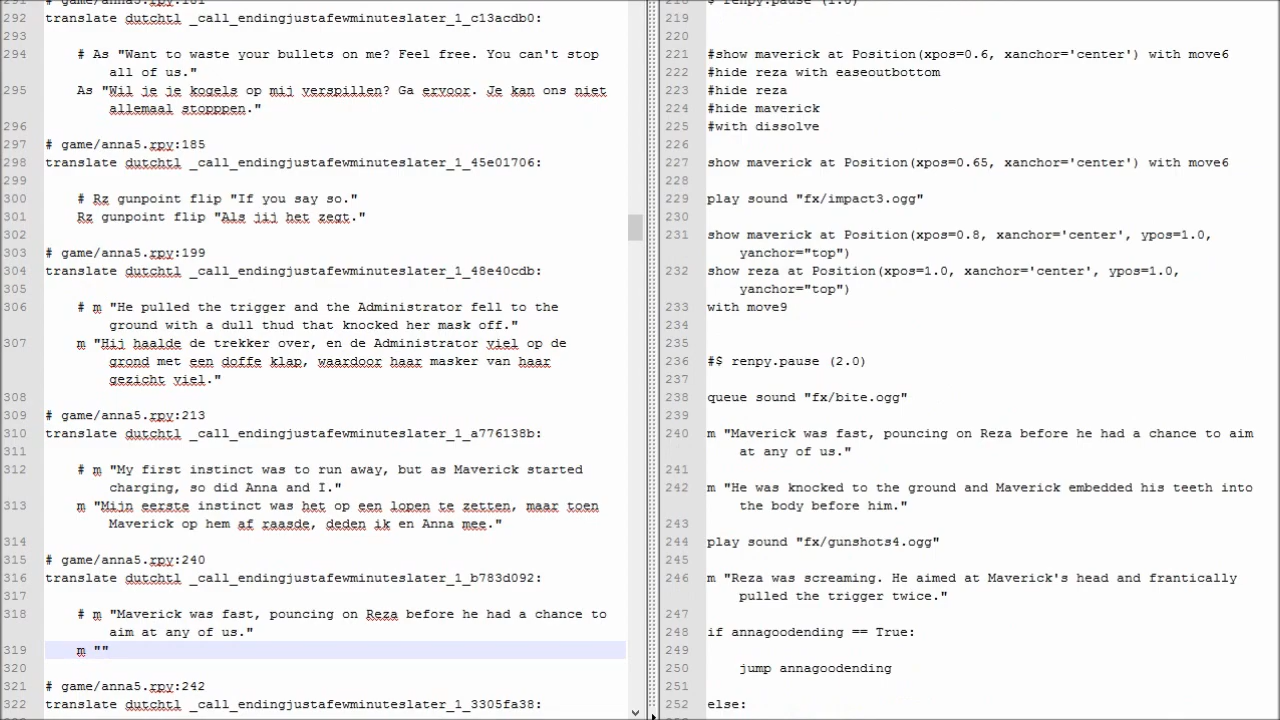 291 # game/anna5.rpy:181
292 translate dutchtl _call_endingjustafewminuteslater_1_c13acdb0:
293
294 # As "Want to waste your bullets on me? Feel free. You can't stop
all of us."
295 As "Wil je je kogels op mij verspillen? Ga ervoor. Je kan ons niet
allemaal stopppen."
296
297 # game/anna5.rpy:185
298 translate dutchtl _call_endingjustafewminuteslater_1_45e01706:
299
300 # Rz gunpoint flip "If you say so."
301 Rz gunpoint flip "Als jij het zegt."
302
303 # game/anna5.rpy:199
304 translate dutchtl _call_endingjustafewminuteslater_1_48e40cdb:
305
306 # m "He pulled the trigger and the Administrator fell to the
ground with a dull thud that knocked her mask off."
307 m "Hij haalde de trekker over, en de Administrator viel op de
grond met een doffe klap, waardoor haar masker van haar
gezicht viel."
308
309 # game/anna5.rpy:213
310 translate dutchtl _call_endingjustafewminuteslater_1_a776138b:
311
312 # m "My first instinct was to run away, but as Maverick started
charging, so did Anna and I."
313 m "Mijn eerste instinct was het op een lopen te zetten, maar toen
Maverick op hem af raasde, deden ik en Anna mee."
314
315 # game/anna5.rpy:240
316 translate dutchtl _call_endingjustafewminuteslater_1_b783d092:
317
318 # m "Maverick was fast, pouncing on Reza before he had a chance to
aim at any of us."
319 m ""
320
321 # game/anna5.rpy:242
322 translate dutchtl _call_endingjustafewminuteslater_1_3305fa38:
218 $ renpy.pause (1.0)
219
220
221 #show maverick at Position(xpos=0.6, xanchor='center') with move6
222 #hide reza with easeoutbottom
223 #hide reza
224 #hide maverick
225 #with dissolve
226
227 show maverick at Position(xpos=0.65, xanchor='center') with move6
228
229 play sound "fx/impact3.ogg"
230
231 show maverick at Position(xpos=0.8, xanchor='center', ypos=1.0,
yanchor="top")
232 show reza at Position(xpos=1.0, xanchor='center', ypos=1.0,
yanchor="top")
233 with move9
234
235
236 #$ renpy.pause (2.0)
237
238 queue sound "fx/bite.ogg"
239
240 m "Maverick was fast, pouncing on Reza before he had a chance to aim
at any of us."
241
242 m "He was knocked to the ground and Maverick embedded his teeth into
the body before him."
243
244 play sound "fx/gunshots4.ogg"
245
246 m "Reza was screaming. He aimed at Maverick's head and frantically
pulled the trigger twice."
247
248 if annagoodending == True:
249
250 jump annagoodending
251
252 else: